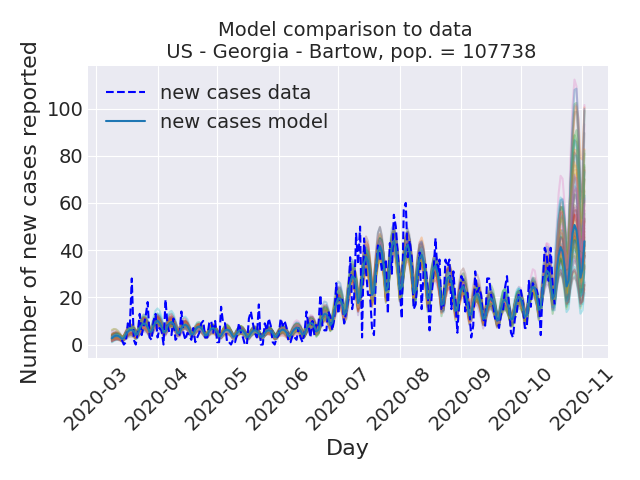 Model comparison to data
US - Georgia - Bartow, pop. = 107738
Number of new cases reported
new cases data
new cases model
100
80
60
40
20
0
2020-03
2020-04
2020-05
2020-06
2020-07
2020-08
2020-09
2020-10
2020-11
Day